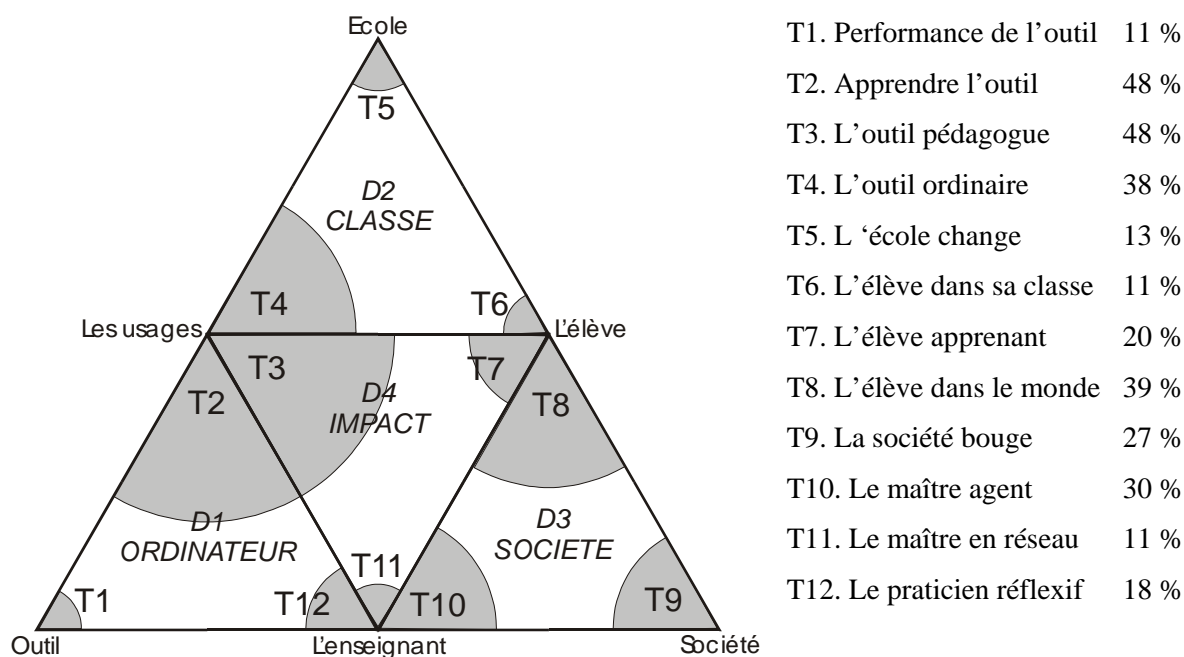 Ecole
T5
D2
CLASSE
T4
T6
Les usages
L'élève
T3
T7
T2
D4
IMPACT
T8
D1
ORDINATEUR
D3
SOCIETE
T11
T1
T12
T10
T9
Outil
L'enseignant
Société
T1. Performance de l’outil 11 %
T2. Apprendre l’outil 48 %
T3. L’outil pédagogue 48 %
T4. L’outil ordinaire 38 %
T5. L ‘école change 13 %
T6. L’élève dans sa classe 11 %
T7. L’élève apprenant 20 %
T8. L’élève dans le monde 39 %
T9. La société bouge 27 %
T10. Le maître agent 30 %
T11. Le maître en réseau 11 %
T12. Le praticien réflexif 18 %